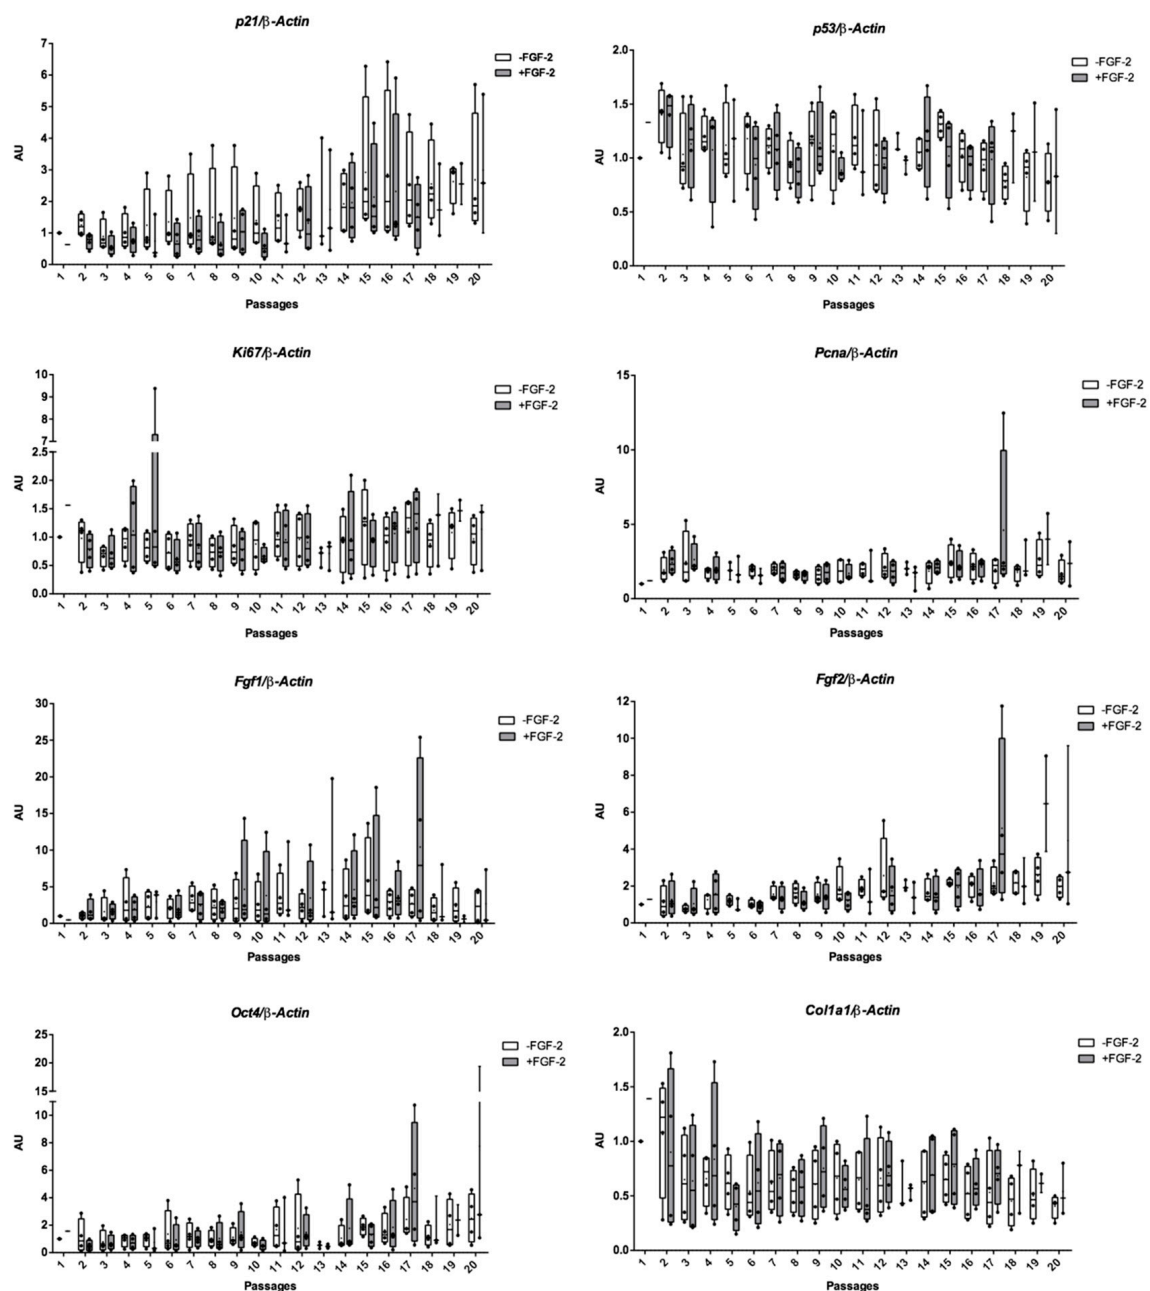 p21/β-Actin
7
6
5
4
3
2
1
0
AU
-FGF-2
+FGF-2
1 2 3 4 5 6 7 8 9 10 11 12 13 14 15 16 17 18 19 20
Passages
p53/β-Actin
2.0
1.5
1.0
0.5
0.0
AU
-FGF-2
+FGF-2
1 2 3 4 5 6 7 8 9 10 11 12 13 14 15 16 17 18 19 20
Passages
Ki67/β-Actin
10
9
8
7
2.5
2.0
1.5
1.0
0.5
0.0
AU
-FGF-2
+FGF-2
1 2 3 4 5 6 7 8 9 10 11 12 13 14 15 16 17 18 19 20
Passages
Pcna/β-Actin
15
10
5
0
AU
-FGF-2
+FGF-2
1 2 3 4 5 6 7 8 9 10 11 12 13 14 15 16 17 18 19 20
Passages
Fgf1/β-Actin
30
25
20
15
10
5
0
AU
-FGF-2
+FGF-2
1 2 3 4 5 6 7 8 9 10 11 12 13 14 15 16 17 18 19 20
Passages
Fgf2/β-Actin
12
10
8
6
4
2
0
AU
-FGF-2
+FGF-2
1 2 3 4 5 6 7 8 9 10 11 12 13 14 15 16 17 18 19 20
Passages
Oct4/β-Actin
25
20
15
10
8
6
4
2
0
AU
-FGF-2
+FGF-2
1 2 3 4 5 6 7 8 9 10 11 12 13 14 15 16 17 18 19 20
Passages
Col1a1/β-Actin
2.0
1.5
1.0
0.5
0.0
AU
-FGF-2
+FGF-2
1 2 3 4 5 6 7 8 9 10 11 12 13 14 15 16 17 18 19 20
Passages